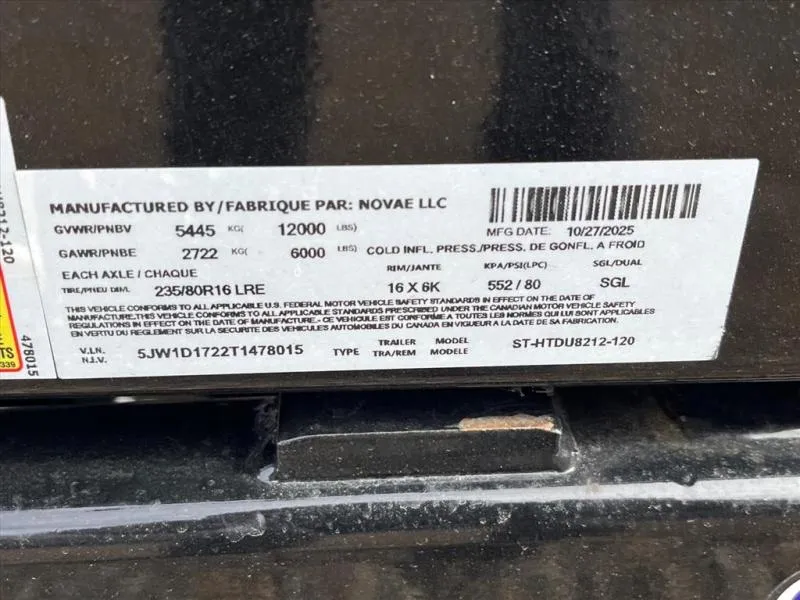 MANUFACTURED BY/FABRIQUE PAR: NOVAE LLC
GVWR/PNBV 5445 KG( 12000 LBS) MFG DATE: 10/27/2025
GAWR/PNBE 2722 KG( 6000 LBS) COLD INFL. PRESS./PRESS. DE GONFL. A FROID
EACH AXLE / CHAQUE RIM/JANTE KPA/PSI(LPC) SGL/DUAL
TIRE/PNEU DIM. 235/80R16 LRE 16 X 6K 552 / 80 SGL
THIS VEHICLE CONFORMS TO ALL APPLICABLE U.S. FEDERAL MOTOR VEHICLE SAFETY STANDARDS IN EFFECT ON THE DATE OF
MANUFACTURE.THIS VEHICLE CONFORMS TO ALL APPLICABLE STANDARDS PRESCRIBED UNDER THE CANADIAN MOTOR VEHICLE SAFETY
REGULATIONS IN EFFECT ON THE DATE OF MANUFACTURE. CE VEHICULE EST CONFORME A TOUTES LES NORMES QUI LUI SONT APPLICABLES
EN VERTU DU REGLEMENT SUR LA SECURITE DES VEHICULES AUTOMOBILES DU CANADA EN VIGUEUR A LA DATE DE SA FABRICATION.
V.I.N. 5JW1D1722T1478015 TYPE TRAILER MODEL ST-HTDU8212-120
N.I.V. TRA/REM MODELE
8212-120
478015
TS
339